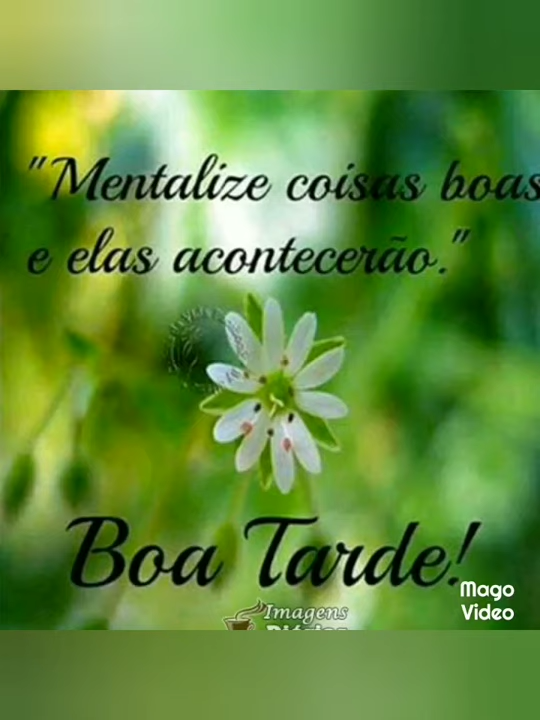 "Mentalize coisas boas
e elas acontecerão."
Boa Tarde!
Mago
Video
Imagens